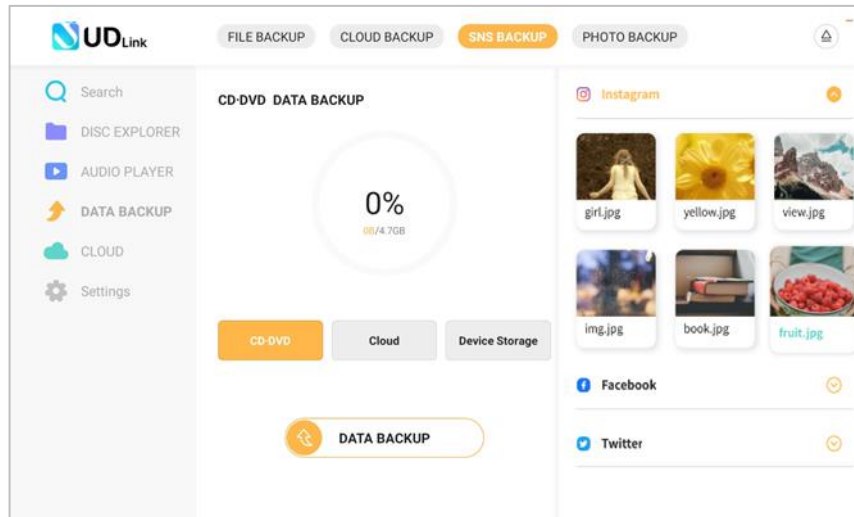 UDLink
FILE BACKUP
CLOUD BACKUP
SNS BACKUP
PHOTO BACKUP
Search
DISC EXPLORER
AUDIO PLAYER
DATA BACKUP
CLOUD
Settings
CD·DVD DATA BACKUP
0%
0B/4.7GB
CD·DVD
Cloud
Device Storage
DATA BACKUP
Instagram
girl.jpg
yellow.jpg
view.jpg
img.jpg
book.jpg
fruit.jpg
Facebook
Twitter